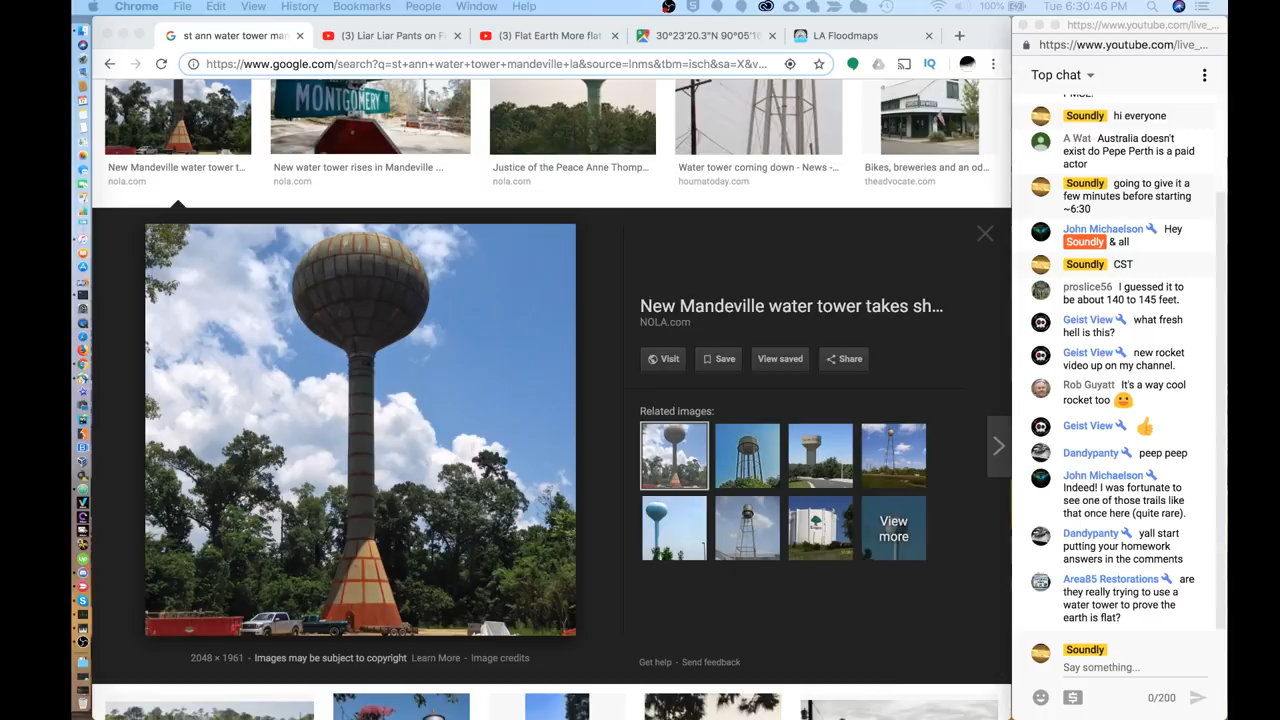 Chrome File Edit View History Bookmarks People Window Help
100%
Fri 6:30:46 PM
st ann water tower man
(3) Liar Liar Pants on Fi
(3) Flat Earth More flat
30°23'20.3"N 90°05'16
LA Floodmaps
https://www.google.com/search?q=st+ann+water+tower+mandeville+la&source=lnms&tbm=isch&sa=X&v...
IQ
MONTGOMERY
New Mandeville water tower t...
nola.com
New water tower rises in Mandeville ...
nola.com
Justice of the Peace Anne Thomp...
nola.com
Water tower coming down - News -...
houmatoday.com
Bikes, breweries and an od...
theadvocate.com
New Mandeville water tower takes sh...
NOLA.com
Visit
Save
View saved
Share
Related images:
View
more
2048 × 1961 - Images may be subject to copyright Learn More - Image credits
Get help - Send feedback
https://www.youtube.com/live_...
https://www.youtube.com/live_...
Top chat
Soundly hi everyone
A Wat Australia doesn't
exist do Pepe Perth is a paid
actor
Soundly going to give it a
few minutes before starting
~6:30
John Michaelson Hey
Soundly & all
Soundly CST
proslice56 I guessed it to
be about 140 to 145 feet.
Geist View what fresh
hell is this?
Geist View new rocket
video up on my channel.
Rob Guyatt It's a way cool
rocket too
Geist View
Dandypanty peep peep
John Michaelson
Indeed! I was fortunate to
see one of those trails like
that once here (quite rare).
Dandypanty yall start
putting your homework
answers in the comments
Area85 Restorations are
they really trying to use a
water tower to prove the
earth is flat?
Soundly
Say something...
0/200